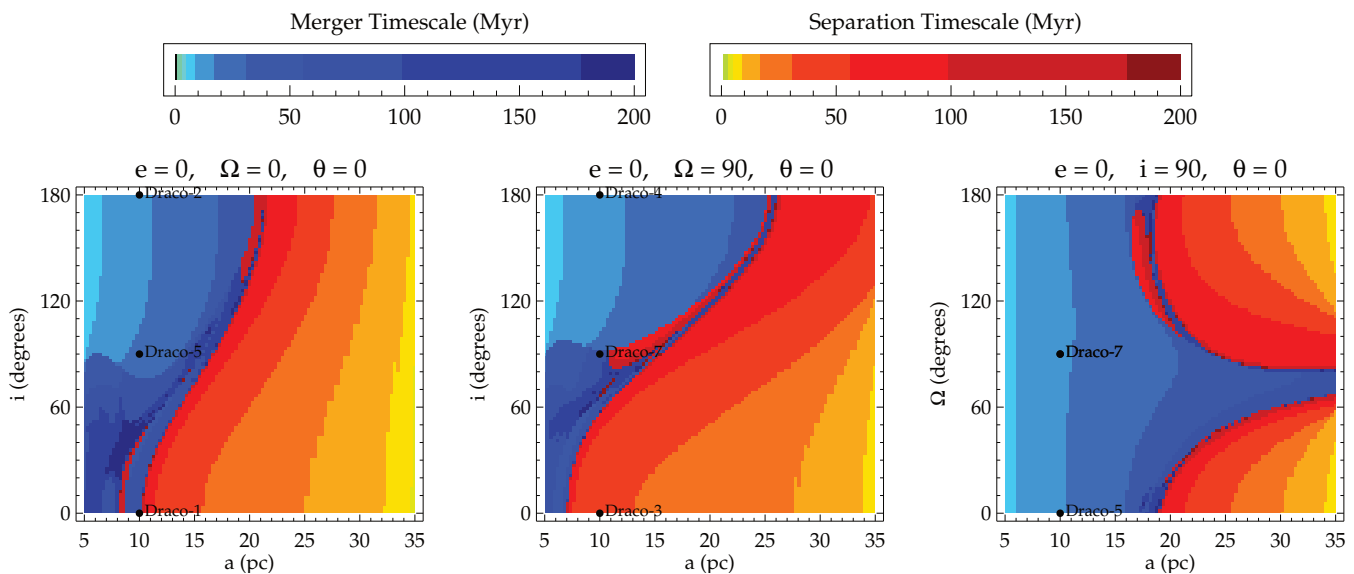 Merger Timescale (Myr)
Separation Timescale (Myr)
0 50 100 150 200
0 50 100 150 200
e = 0, Ω = 0, θ = 0
e = 0, Ω = 90, θ = 0
e = 0, i = 90, θ = 0
i (degrees)
180
120
60
0
Draco-2
Draco-5
Draco-1
5 10 15 20 25 30 35
a (pc)
i (degrees)
180
120
60
0
Draco-4
Draco-7
Draco-3
5 10 15 20 25 30 35
a (pc)
Ω (degrees)
180
120
60
0
Draco-7
Draco-5
5 10 15 20 25 30 35
a (pc)